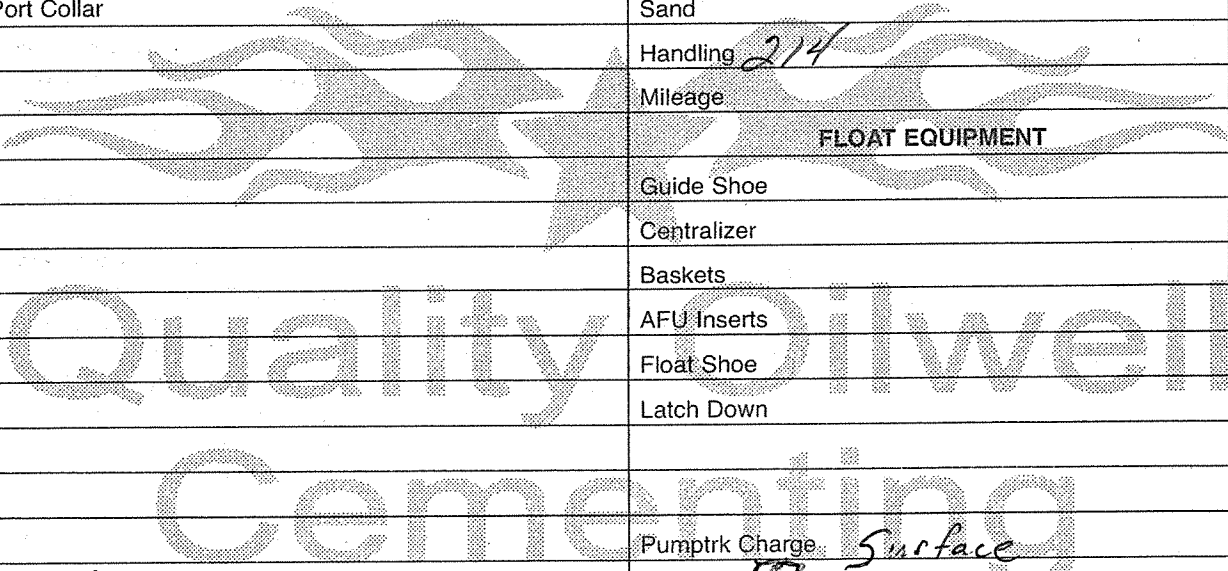 Port Collar
Sand
Handling 214
Mileage
FLOAT EQUIPMENT
Guide Shoe
Centralizer
Baskets
AFU Inserts
Float Shoe
Latch Down
Pumptrk Charge Surface
Quality Oilwell
Cementing